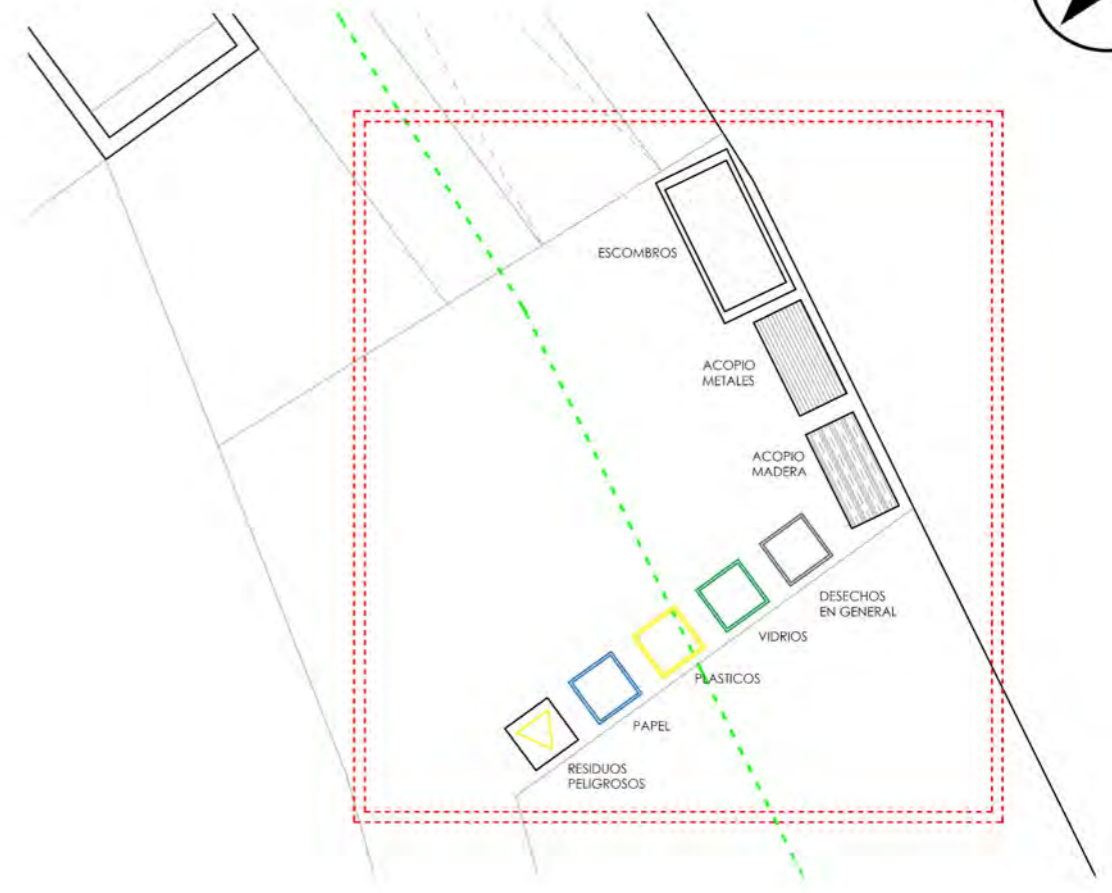 ESCOMBROS
ACOPIO
METALES
ACOPIO
MADERA
DESECHOS
EN GENERAL
VIDRIOS
PLASTICOS
PAPEL
RESIDUOS
PELIGROSOS